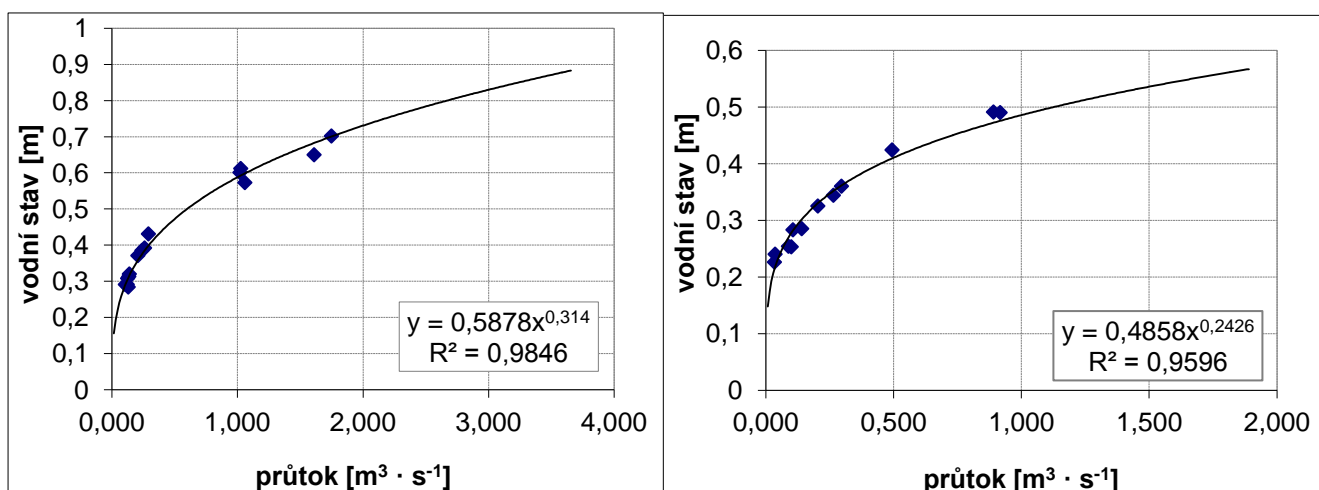 1
0,9
0,8
0,7
0,6
0,5
0,4
0,3
0,2
0,1
0
vodní stav [m]
y = 0,5878x^0,314
R² = 0,9846
0,000 1,000 2,000 3,000 4,000
průtok [m³ · s⁻¹]
0,6
0,5
0,4
0,3
0,2
0,1
0
vodní stav [m]
y = 0,4858x^0,2426
R² = 0,9596
0,000 0,500 1,000 1,500 2,000
průtok [m³ · s⁻¹]